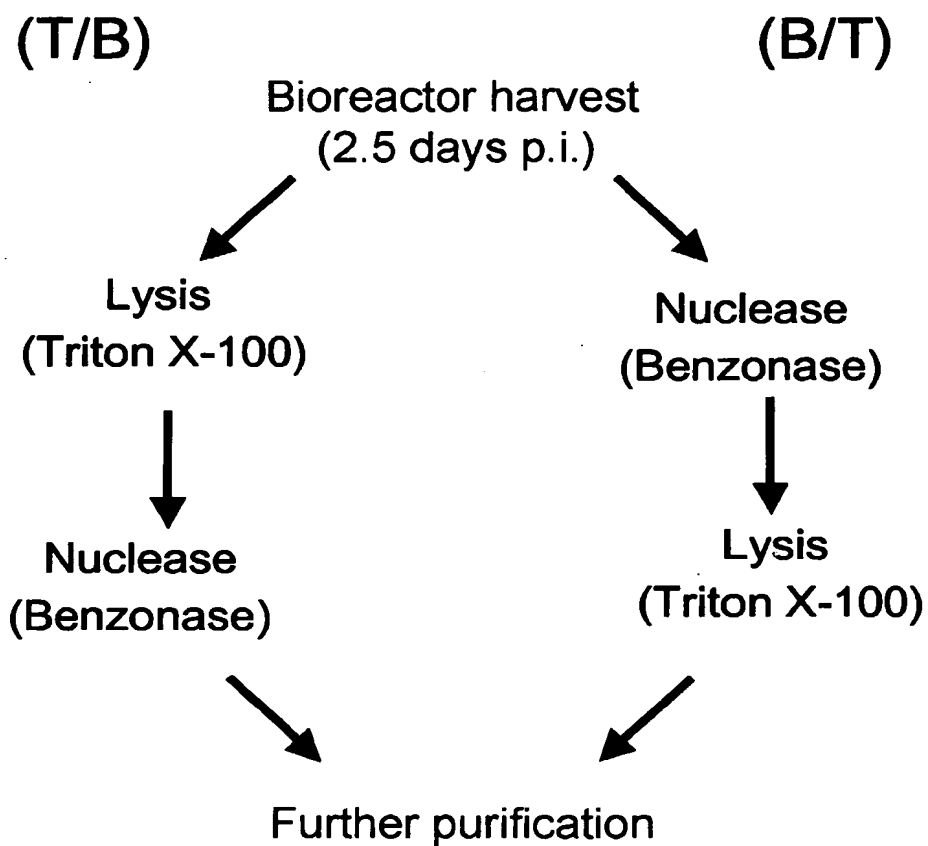 (T/B)
(B/T)
Bioreactor harvest
(2.5 days p.i.)
Lysis
(Triton X-100)
Nuclease
(Benzonase)
Nuclease
(Benzonase)
Lysis
(Triton X-100)
Further purification